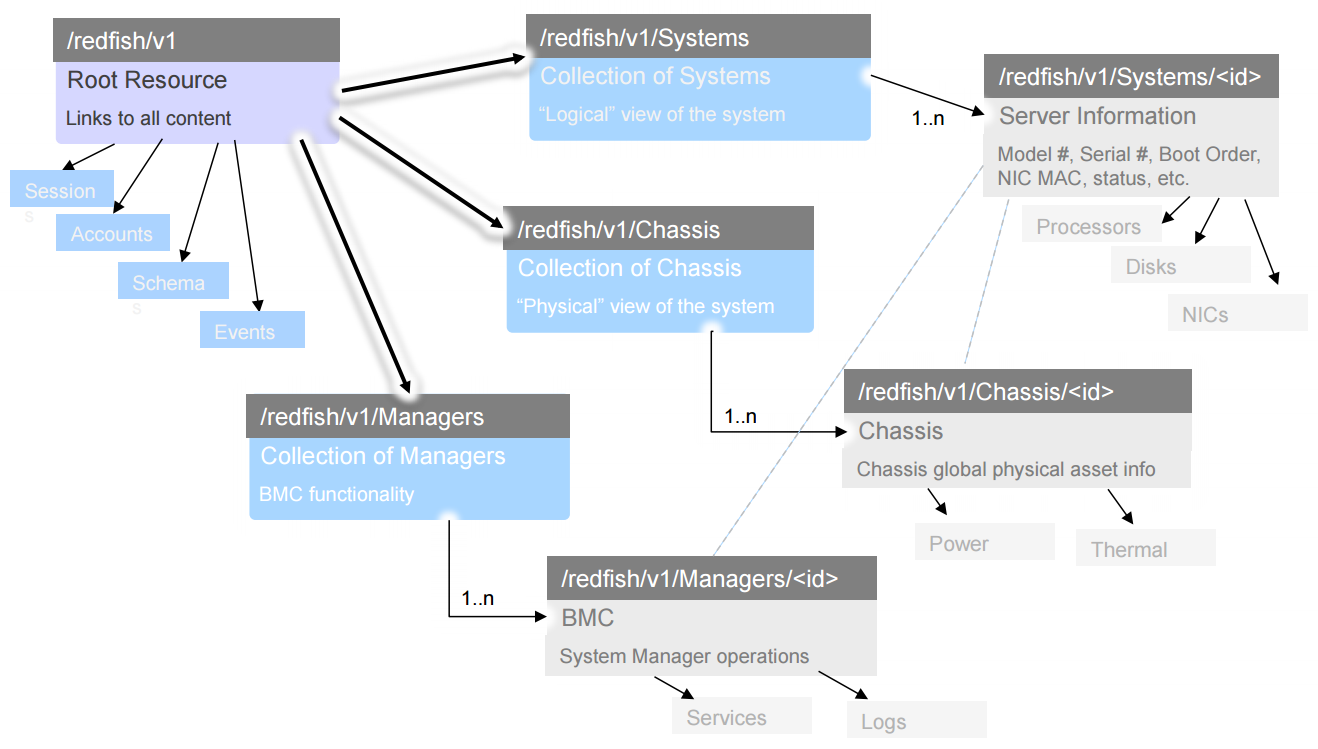 /redfish/v1
Root Resource
Links to all content
Session
s
Accounts
Schema
s
Events
/redfish/v1/Systems
Collection of Systems
“Logical” view of the system
1..n
/redfish/v1/Systems/<id>
Server Information
Model #, Serial #, Boot Order,
NIC MAC, status, etc.
Processors
Disks
NICs
/redfish/v1/Chassis
Collection of Chassis
“Physical” view of the system
1..n
/redfish/v1/Chassis/<id>
Chassis
Chassis global physical asset info
Power
Thermal
/redfish/v1/Managers
Collection of Managers
BMC functionality
1..n
/redfish/v1/Managers/<id>
BMC
System Manager operations
Services
Logs